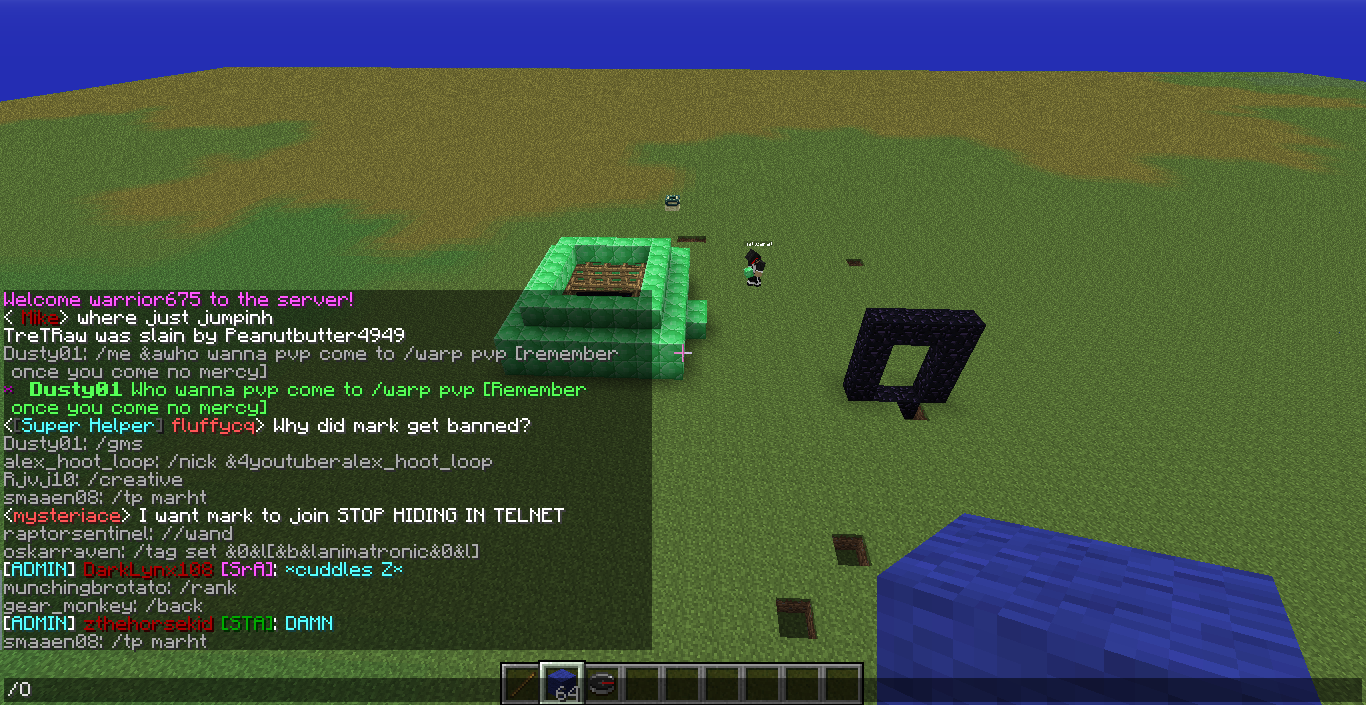 Welcome warrior675 to the server!
< Mike> where just jumpinh
TreTRaw was slain by Peanutbutter4949
Dusty01: /me &awho wanna pvp come to /warp pvp [remember
once you come no mercy]
* Dusty01 Who wanna pvp come to /warp pvp [Remember
once you come no mercy]
<[Super Helper] fluffycq> Why did mark get banned?
Dusty01: /gms
alex_hoot_loop: /nick &4youtuberalex_hoot_loop
Rjvj10: /creative
smaaen08: /tp marht
<mysteriace> I want mark to join STOP HIDING IN TELNET
raptorsentinel: //wand
oskarraven: /tag set &0&l[&b&lanimatronic&0&l]
[ADMIN] DarkLynx108 [SrA]: *cuddles Z*
munchingbrotato: /rank
gear_monkey: /back
[ADMIN] zthehorsekid [STA]: DAMN
smaaen08: /tp marht
64
/O